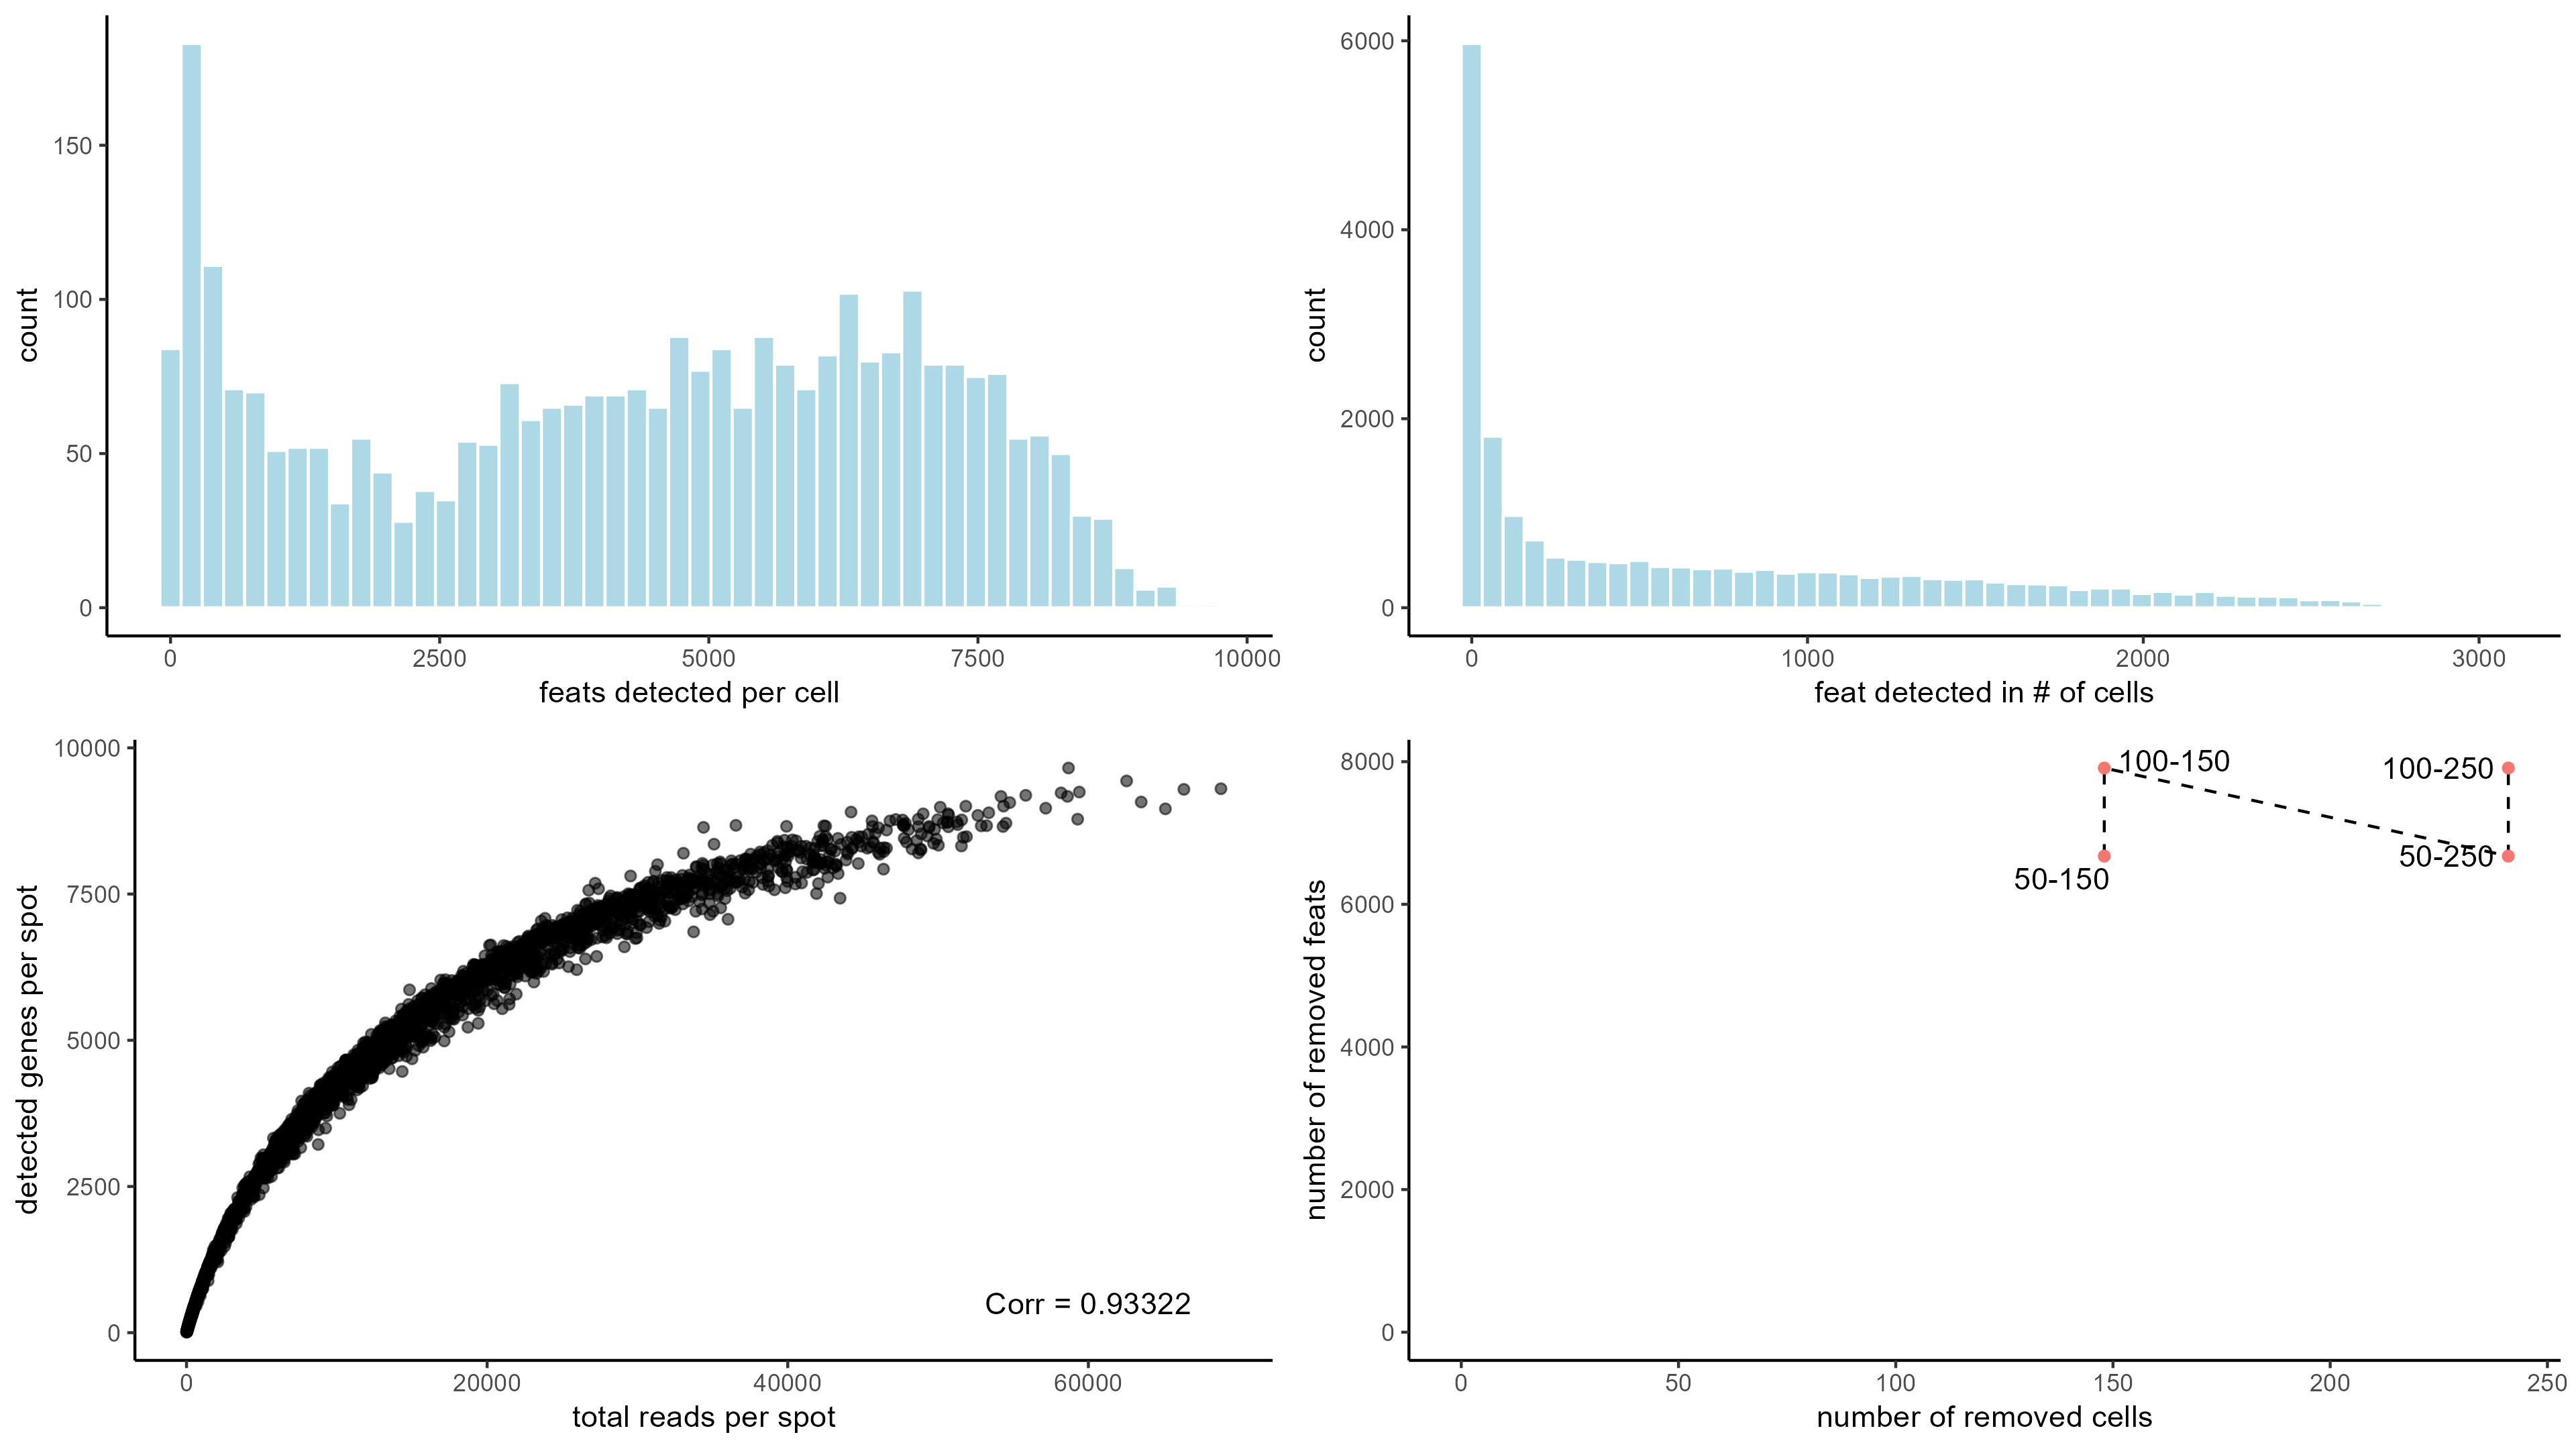 150
100
50
0
count
0 2500 5000 7500 10000
feats detected per cell
6000
4000
2000
0
count
0 1000 2000 3000
feat detected in # of cells
10000
7500
5000
2500
0
detected genes per spot
Corr = 0.93322
0 20000 40000 60000
total reads per spot
8000
6000
4000
2000
0
number of removed feats
100-150
100-250
50-250
50-150
0 50 100 150 200 250
number of removed cells